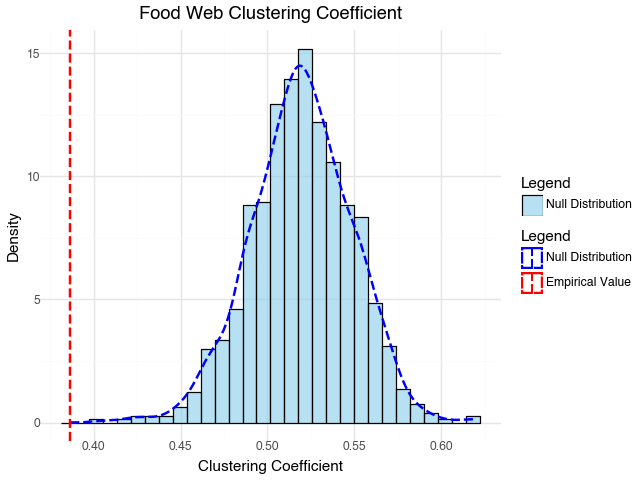 Food Web Clustering Coefficient
15
10
5
0
Density
0.40
0.45
0.50
0.55
0.60
Clustering Coefficient
Legend
Null Distribution
Legend
Null Distribution
Empirical Value